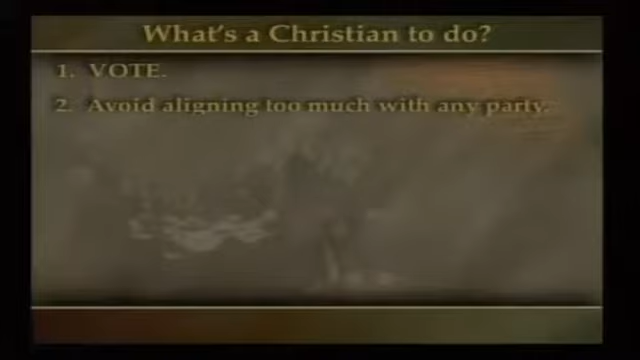 What's a Christian to do?
1. VOTE.
2. Avoid aligning too much with any party.